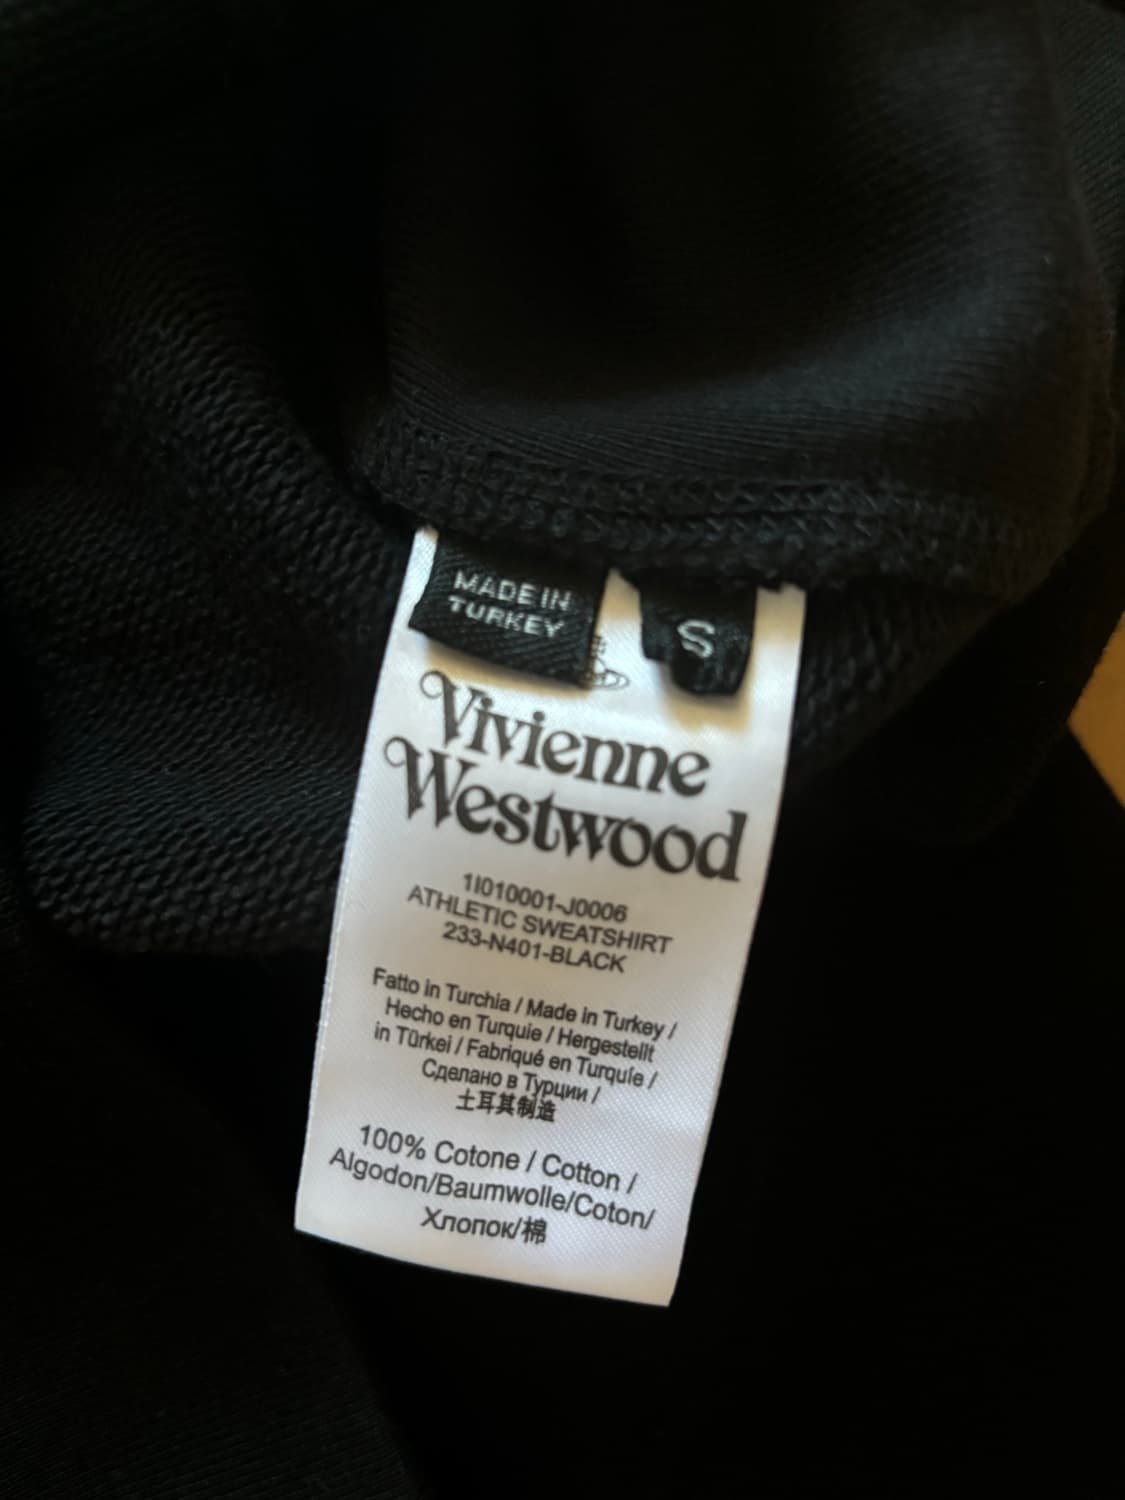 MADE IN
TURKEY
S
Vivienne
Westwood
1I010001-J0006
ATHLETIC SWEATSHIRT
233-N401-BLACK
Fatto in Turchia / Made in Turkey /
Hecho en Turquie / Hergestellt
in Türkei / Fabriqué en Turquie /
Сделано в Турции /
土耳其制造
100% Cotone / Cotton /
Algodon/Baumwolle/Coton/
Хлопок/棉